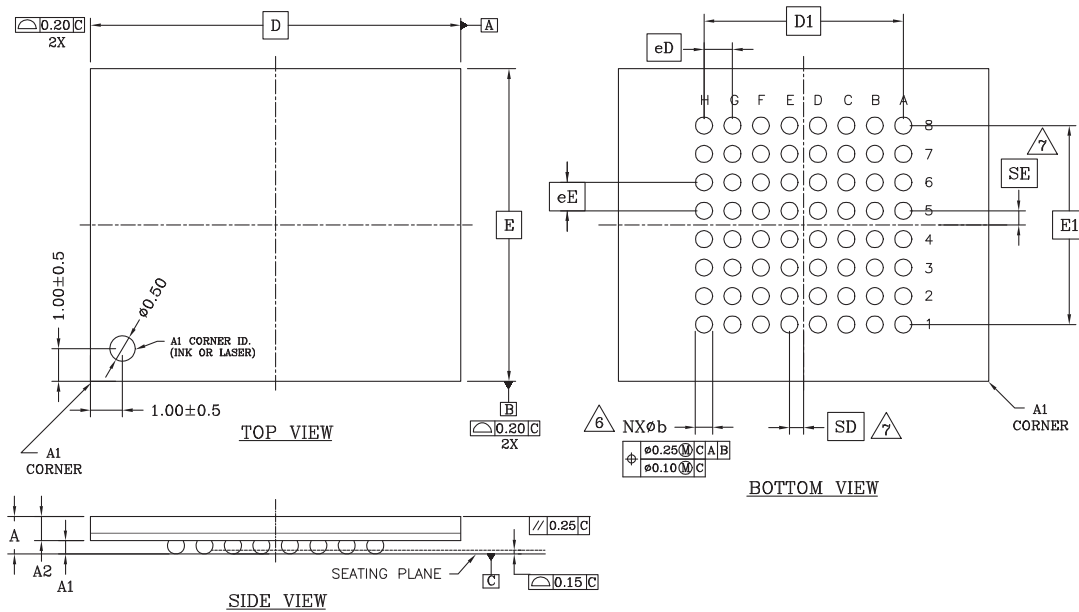 ⌓ 0.20 C
2X
D
A
1.00±0.5
ø0.50
A1 CORNER ID.
(INK OR LASER)
1.00±0.5
E
B
⌓ 0.20 C
2X
TOP VIEW
A1
CORNER
D1
eD
H G F E D C B A
8
7
6
5
4
3
2
1
eE
7
SE
E1
6 NXøb
⌖ ø0.25Ⓜ C A B
ø0.10Ⓜ C
SD 7
A1
CORNER
BOTTOM VIEW
A
A2
A1
// 0.25 C
SEATING PLANE
C
⌓ 0.15 C
SIDE VIEW